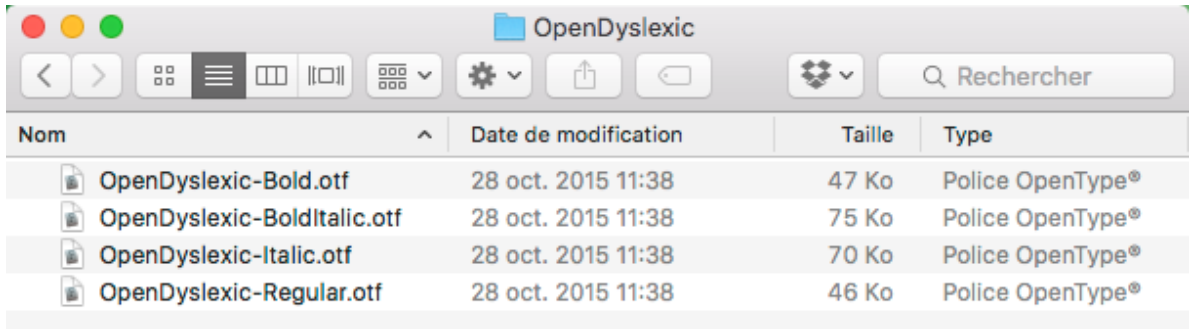 OpenDyslexic
Rechercher
Nom Date de modification Taille Type
OpenDyslexic-Bold.otf 28 oct. 2015 11:38 47 Ko Police OpenType®
OpenDyslexic-BoldItalic.otf 28 oct. 2015 11:38 75 Ko Police OpenType®
OpenDyslexic-Italic.otf 28 oct. 2015 11:38 70 Ko Police OpenType®
OpenDyslexic-Regular.otf 28 oct. 2015 11:38 46 Ko Police OpenType®